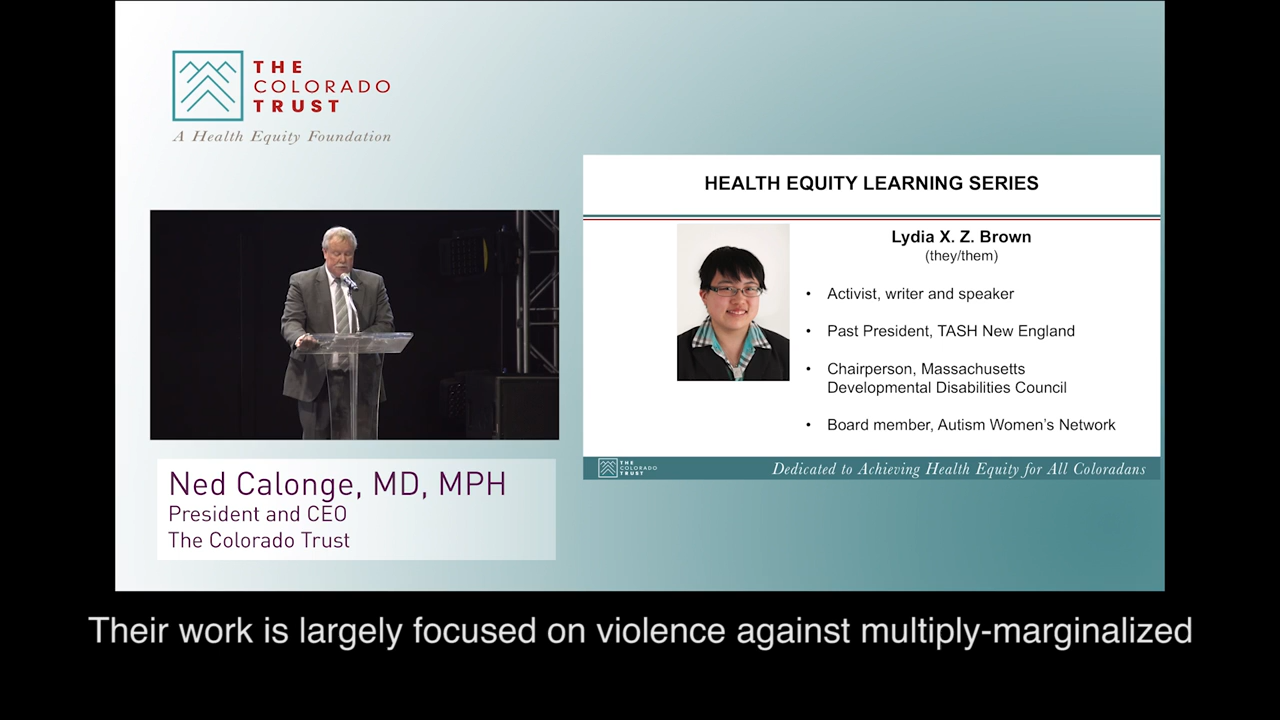 THE
COLORADO
TRUST
A Health Equity Foundation
HEALTH EQUITY LEARNING SERIES
Lydia X. Z. Brown
(they/them)
• Activist, writer and speaker
• Past President, TASH New England
• Chairperson, Massachusetts
Developmental Disabilities Council
• Board member, Autism Women's Network
THE
COLORADO
TRUST
Dedicated to Achieving Health Equity for All Coloradans
Ned Calonge, MD, MPH
President and CEO
The Colorado Trust
Their work is largely focused on violence against multiply-marginalized